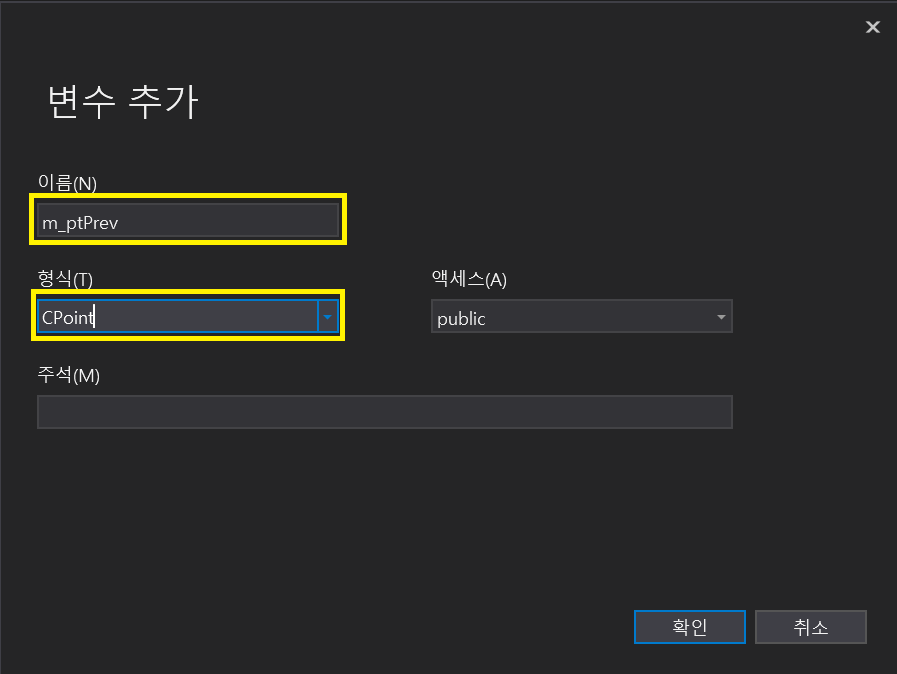 변수 추가
이름(N)
m_ptPrev
형식(T)
액세스(A)
CPoint
public
주석(M)
확인
취소